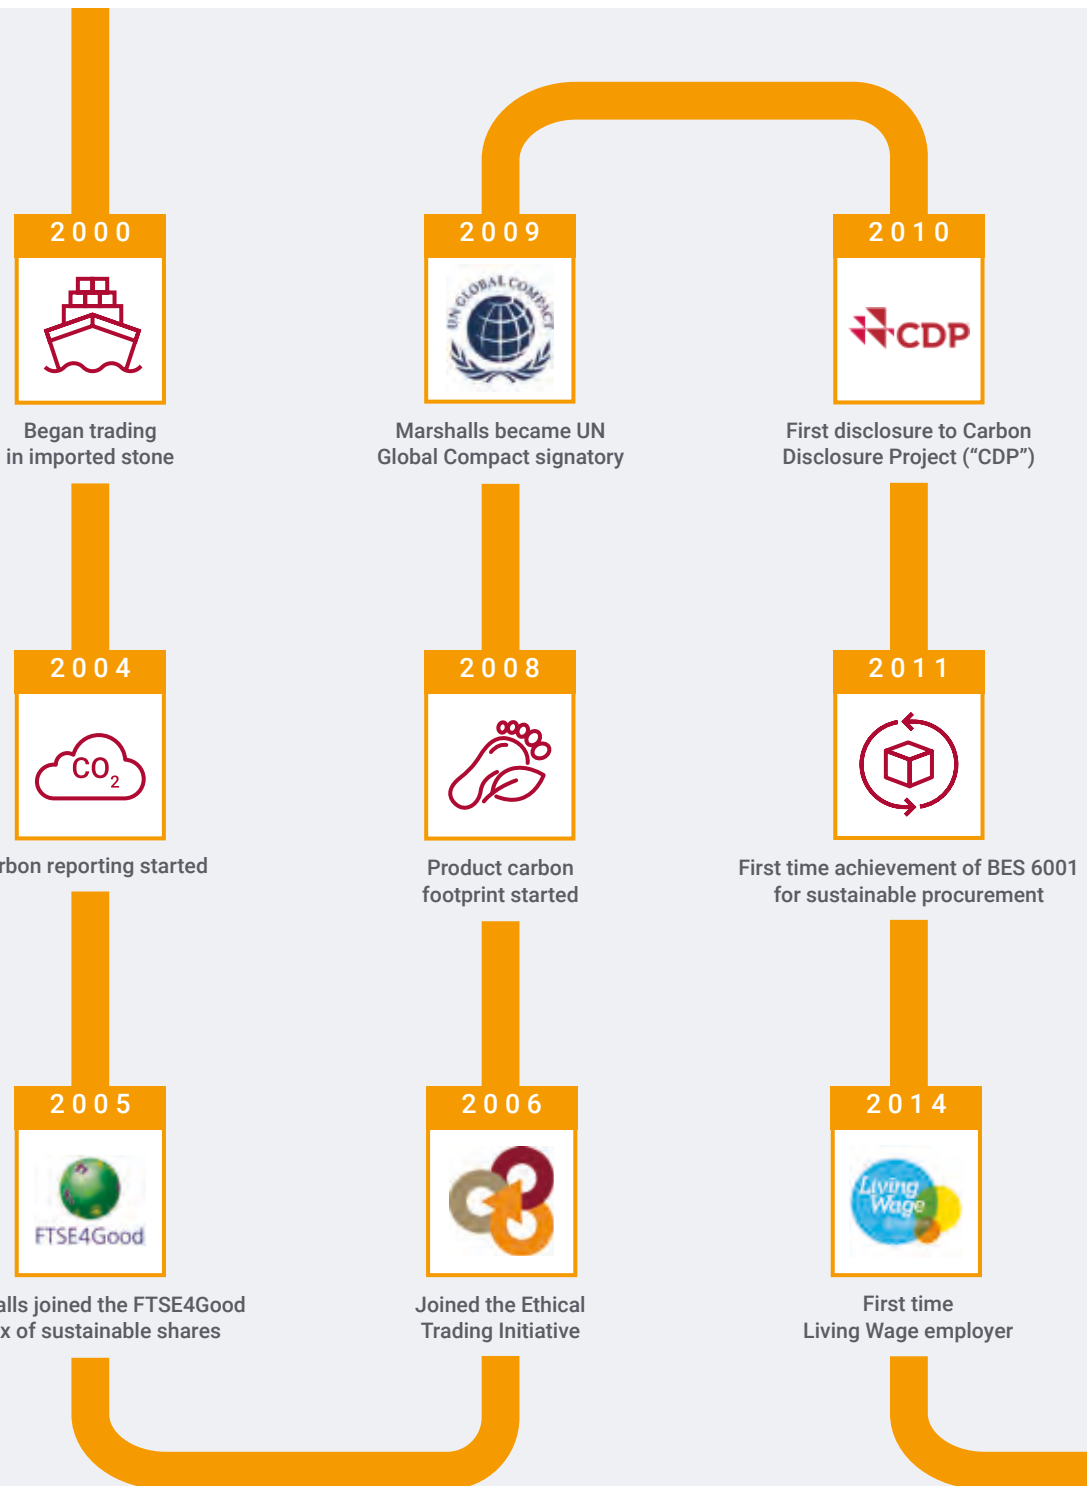 2000
Began trading
in imported stone
2004
CO2
rbon reporting started
2005
FTSE4Good
alls joined the FTSE4Good
x of sustainable shares
2006
Joined the Ethical
Trading Initiative
2008
Product carbon
footprint started
2009
UN GLOBAL COMPACT
Marshalls became UN
Global Compact signatory
2010
CDP
First disclosure to Carbon
Disclosure Project (“CDP”)
2011
First time achievement of BES 6001
for sustainable procurement
2014
Living
Wage
First time
Living Wage employer